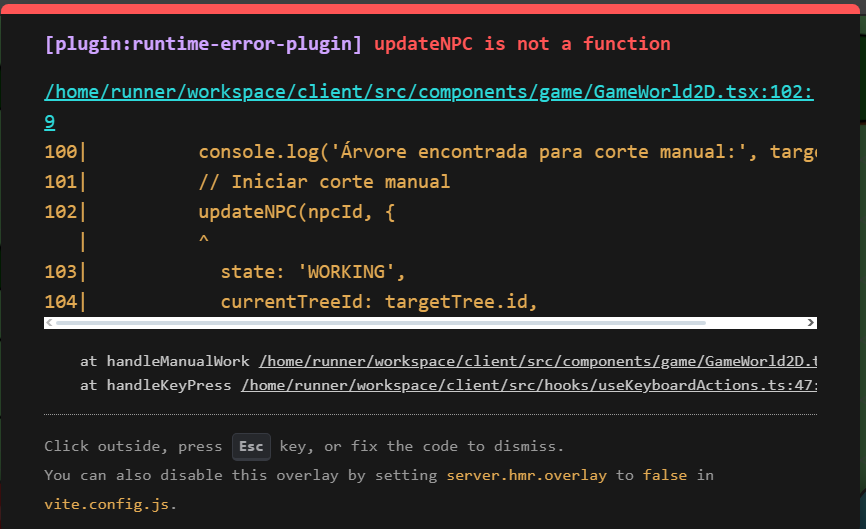 [plugin:runtime-error-plugin] updateNPC is not a function
/home/runner/workspace/client/src/components/game/GameWorld2D.tsx:102:
9
100| console.log('Árvore encontrada para corte manual:', targe
101| // Iniciar corte manual
102| updateNPC(npcId, {
| ^
103| state: 'WORKING',
104| currentTreeId: targetTree.id,
at handleManualWork /home/runner/workspace/client/src/components/game/GameWorld2D.t
at handleKeyPress /home/runner/workspace/client/src/hooks/useKeyboardActions.ts:47:
Click outside, press Esc key, or fix the code to dismiss.
You can also disable this overlay by setting server.hmr.overlay to false in
vite.config.js.